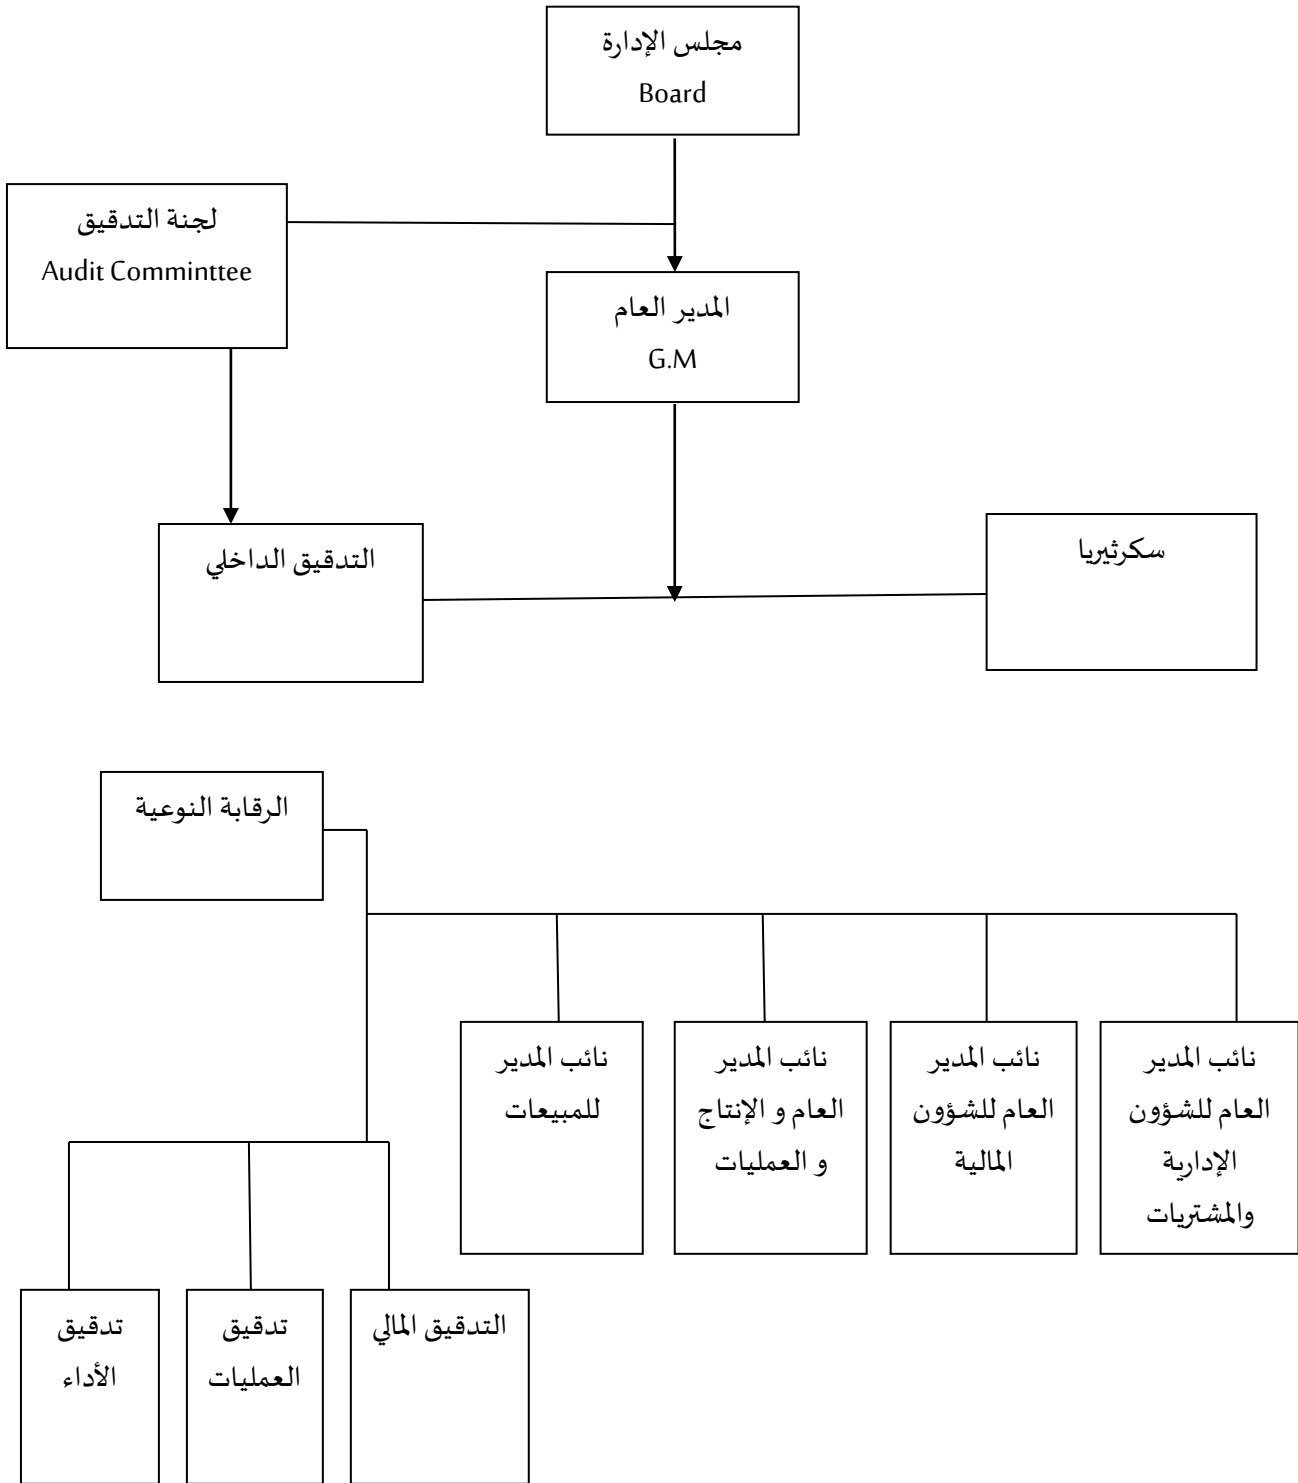 مجلس الإدارة
Board
لجنة التدقيق
Audit Comminttee
المدير العام
G.M
سكرثيريا
التدقيق الداخلي
الرقابة النوعية
نائب المدير
العام للشؤون
الإدارية
والمشتريات
نائب المدير
العام للشؤون
المالية
نائب المدير
العام و الإنتاج
و العمليات
نائب المدير
للمبيعات
التدقيق المالي
تدقيق
العمليات
تدقيق
الأداء